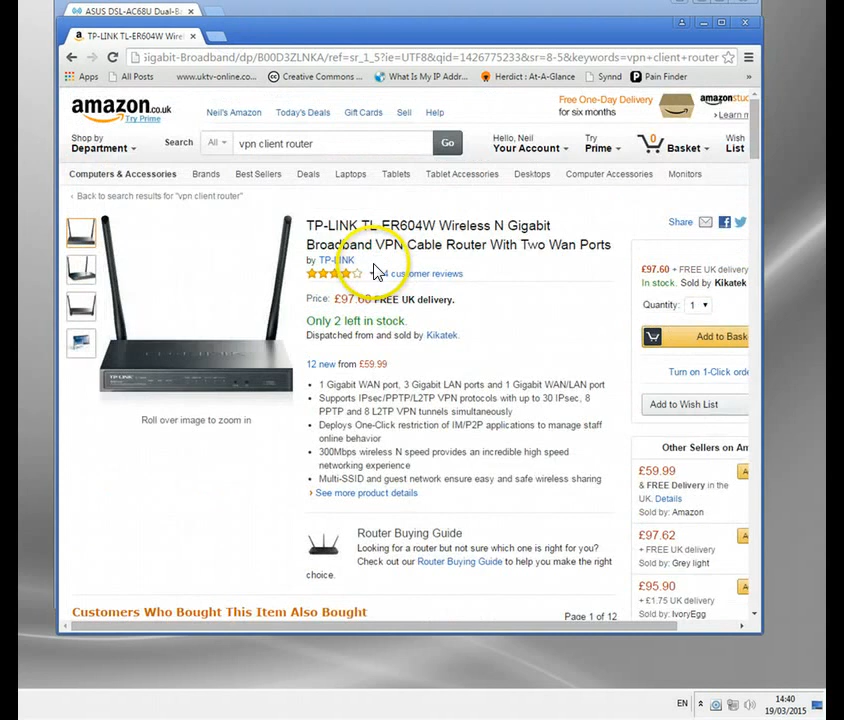 ASUS DSL-AC68U Dual-B
TP-LINK TL-ER604W Wirel
Gigabit-Broadband/dp/B00D3ZLNKA/ref=sr_1_5?ie=UTF8&qid=1426775233&sr=8-5&keywords=vpn+client+router
Apps All Posts www.uktv-online.co... Creative Commons ... What Is My IP Addr... Herdict : At-A-Glance Synnd Pain Finder »
amazon.co.uk
Try Prime
Neil's Amazon Today's Deals Gift Cards Sell Help
Free One-Day Delivery
for six months
amazonstu
Learn m
Shop by
Department
Search All vpn client router Go
Hello, Neil
Your Account
Try
Prime
0
Basket
Wish
List
Computers & Accessories Brands Best Sellers Deals Laptops Tablets Tablet Accessories Desktops Computer Accessories Monitors
‹ Back to search results for "vpn client router"
TP-LINK TL-ER604W Wireless N Gigabit
Broadband VPN Cable Router With Two Wan Ports
by TP-LINK
4 customer reviews
Price: £97.60 FREE UK delivery.
Only 2 left in stock.
Dispatched from and sold by Kikatek.
12 new from £59.99
• 1 Gigabit WAN port, 3 Gigabit LAN ports and 1 Gigabit WAN/LAN port
• Supports IPsec/PPTP/L2TP VPN protocols with up to 30 IPsec, 8
PPTP and 8 L2TP VPN tunnels simultaneously
• Deploys One-Click restriction of IM/P2P applications to manage staff
online behavior
• 300Mbps wireless N speed provides an incredible high speed
networking experience
• Multi-SSID and guest network ensure easy and safe wireless sharing
› See more product details
TP-LINK
Roll over image to zoom in
Router Buying Guide
Looking for a router but not sure which one is right for you?
Check out our Router Buying Guide to help you make the right
choice.
Customers Who Bought This Item Also Bought
Page 1 of 12
Share
£97.60 + FREE UK delivery
In stock. Sold by Kikatek
Quantity: 1
Add to Bask
Turn on 1-Click orde
Add to Wish List
Other Sellers on Am
£59.99
& FREE Delivery in the
UK. Details
Sold by: Amazon
A
£97.62
+ FREE UK delivery
Sold by: Grey light
A
£95.90
+ £1.75 UK delivery
Sold by: IvoryEgg
A
EN
14:40
19/03/2015